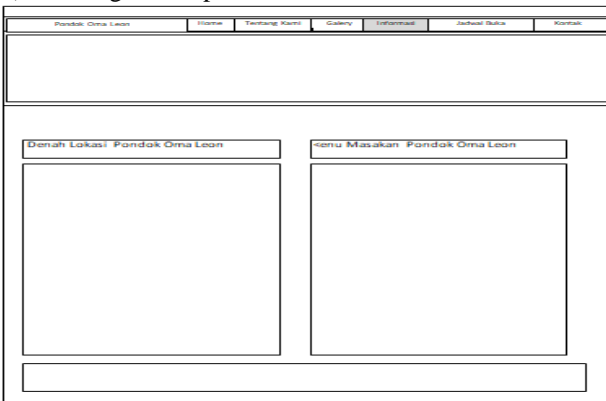 Pondok Oma Leon Home Tentang Kami Galery Informasi Jadwal Buka Kontak
Denah Lokasi Pondok Oma Leon
<enu Masakan Pondok Oma Leon